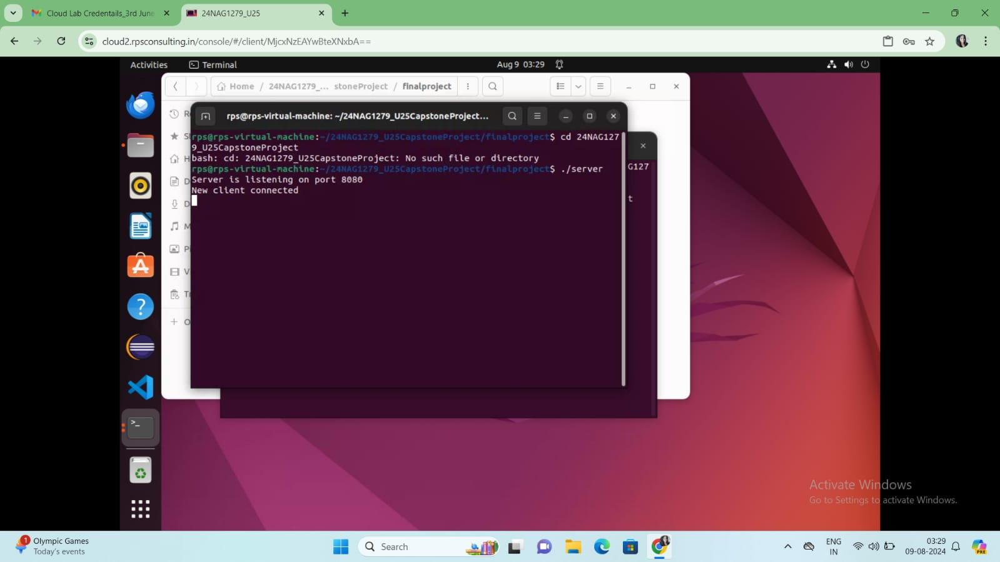 Cloud Lab Credentails_3rd June
24NAG1279_U25
cloud2.rpsconsulting.in/console/#/client/MjcxNzEAYwBteXNxbA==
Activities
Terminal
Aug 9 03:29
Home / 24NAG1279_... stoneProject / finalproject
rps@rps-virtual-machine: ~/24NAG1279_U25CapstoneProject...
rps@rps-virtual-machine:~/24NAG1279_U25CapstoneProject/finalproject$ cd 24NAG127
9_U25CapstoneProject
bash: cd: 24NAG1279_U25CapstoneProject: No such file or directory
rps@rps-virtual-machine:~/24NAG1279_U25CapstoneProject/finalproject$ ./server
Server is listening on port 8080
New client connected
G127
t
Activate Windows
Go to Settings to activate Windows.
1
Olympic Games
Today's events
Search
ENG
IN
03:29
09-08-2024
PRE